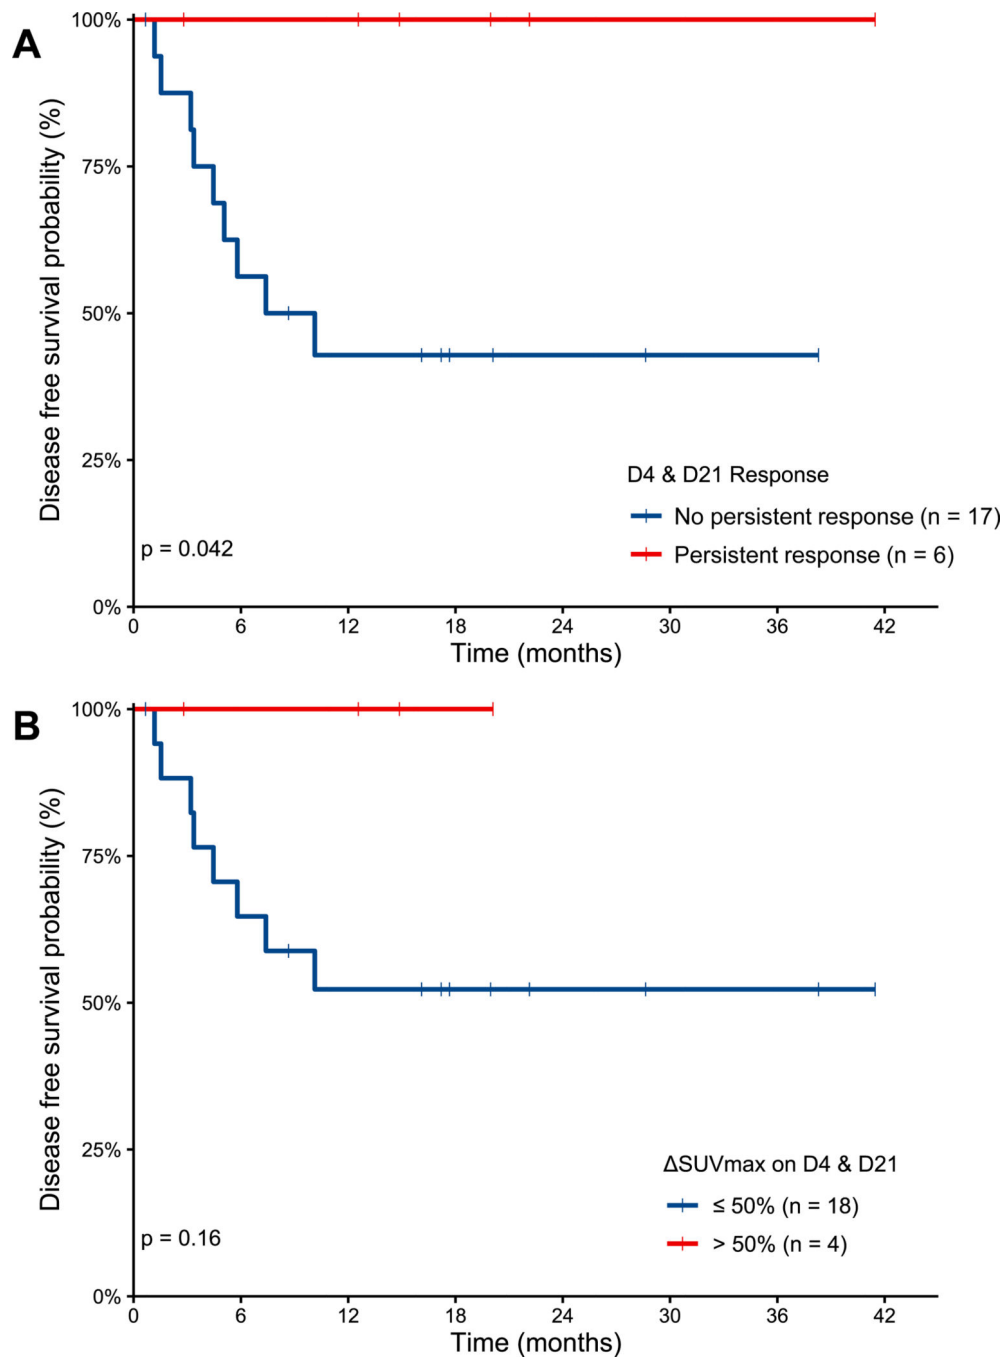 A
100%
75%
50%
25%
0%
Disease free survival probability (%)
D4 & D21 Response
No persistent response (n = 17)
Persistent response (n = 6)
p = 0.042
0 6 12 18 24 30 36 42
Time (months)
B
100%
75%
50%
25%
0%
Disease free survival probability (%)
ΔSUVmax on D4 & D21
≤ 50% (n = 18)
> 50% (n = 4)
p = 0.16
0 6 12 18 24 30 36 42
Time (months)